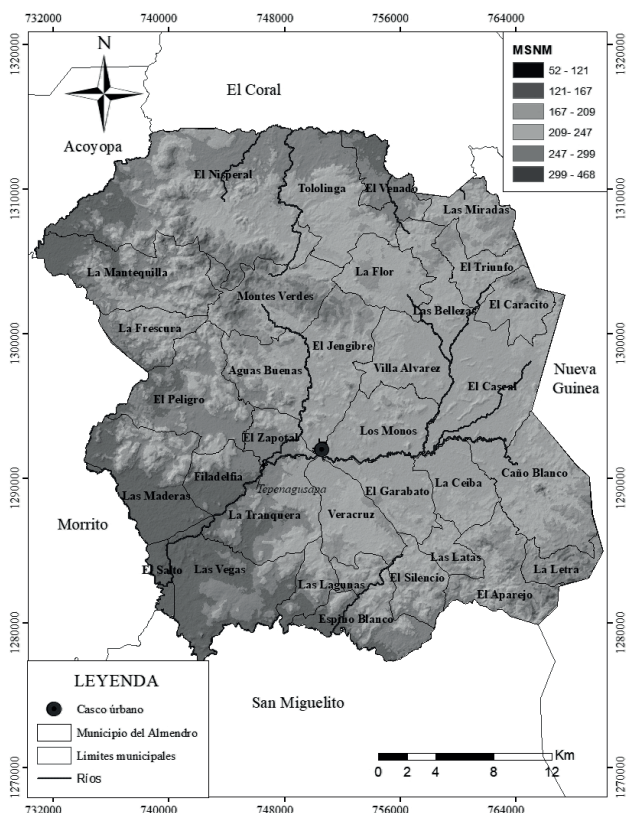 732000 740000 748000 756000 764000
1320000
1310000
1300000
1290000
1280000
1270000
N
MSNM
52 - 121
121- 167
167 - 209
209- 247
247 - 299
299 - 468
El Coral
Acoyopa
El Nisperal
Tololinga
El Venado
Las Miradas
La Mantequilla
La Flor
El Triunfo
Montes Verdes
Las Bellezas
El Caracito
La Frescura
El Jengibre
Aguas Buenas
Villa Alvarez
Nueva
Guinea
El Cascal
El Peligro
Los Monos
El Zapotal
Filadelfia
Caño Blanco
Tepenagusapa
El Garabato
La Ceiba
Las Maderas
La Tranquera
Veracruz
Morrito
El Salto
Las Vegas
Las Latas
La Letra
Las Lagunas
El Silencio
El Aparejo
Espino Blanco
San Miguelito
LEYENDA
Casco úrbano
Municipio del Almendro
Límites municipales
Ríos
Km
0 2 4 8 12
1320000
1310000
1300000
1290000
1280000
1270000
732000 740000 748000 756000 764000